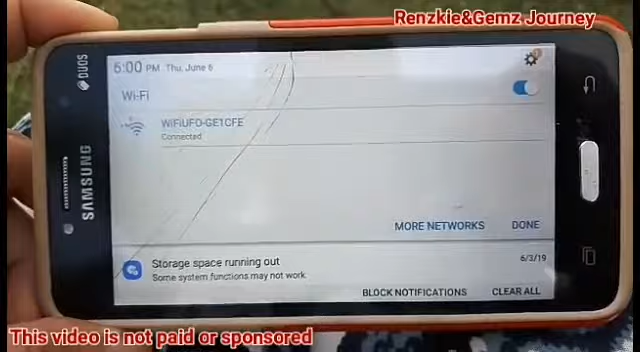 Renzkie&Gemz Journey
DUOS
SAMSUNG
6:00 PM Thu, June 6
Wi-Fi
WiFiUFO-GE1CFE
Connected
MORE NETWORKS DONE
Storage space running out 6/3/19
Some system functions may not work
BLOCK NOTIFICATIONS CLEAR ALL
This video is not paid or sponsored